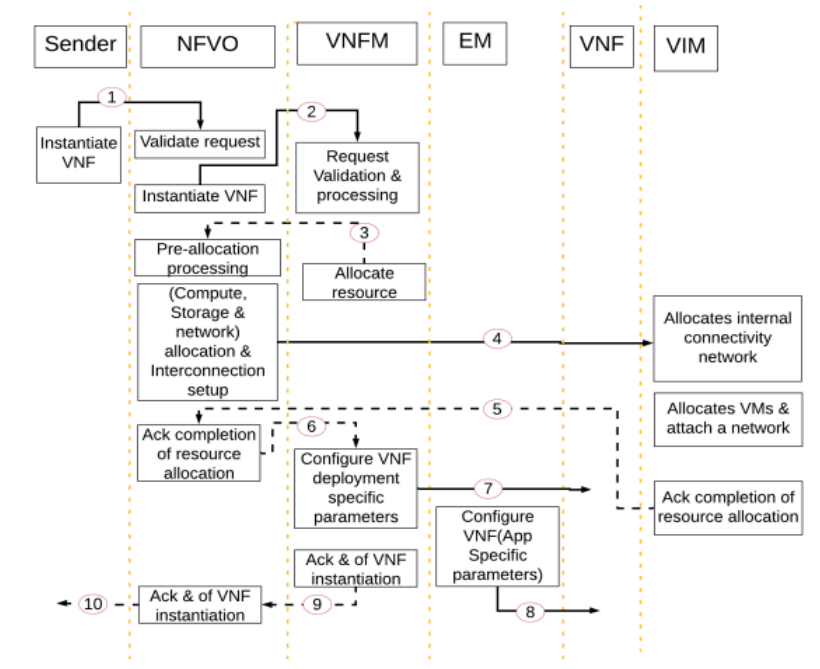 Sender
NFVO
VNFM
EM
VNF
VIM
1
Instantiate
VNF
Validate request
2
Instantiate VNF
Request
Validation &
processing
3
Pre-allocation
processing
Allocate
resource
(Compute,
Storage &
network)
allocation &
Interconnection
setup
4
Allocates internal
connectivity
network
5
Allocates VMs &
attach a network
Ack completion
of resource
allocation
6
Configure VNF
deployment
specific
parameters
7
Ack completion of
resource allocation
Configure
VNF(App
Specific
parameters)
8
Ack & of VNF
instantiation
9
Ack & of VNF
instantiation
10